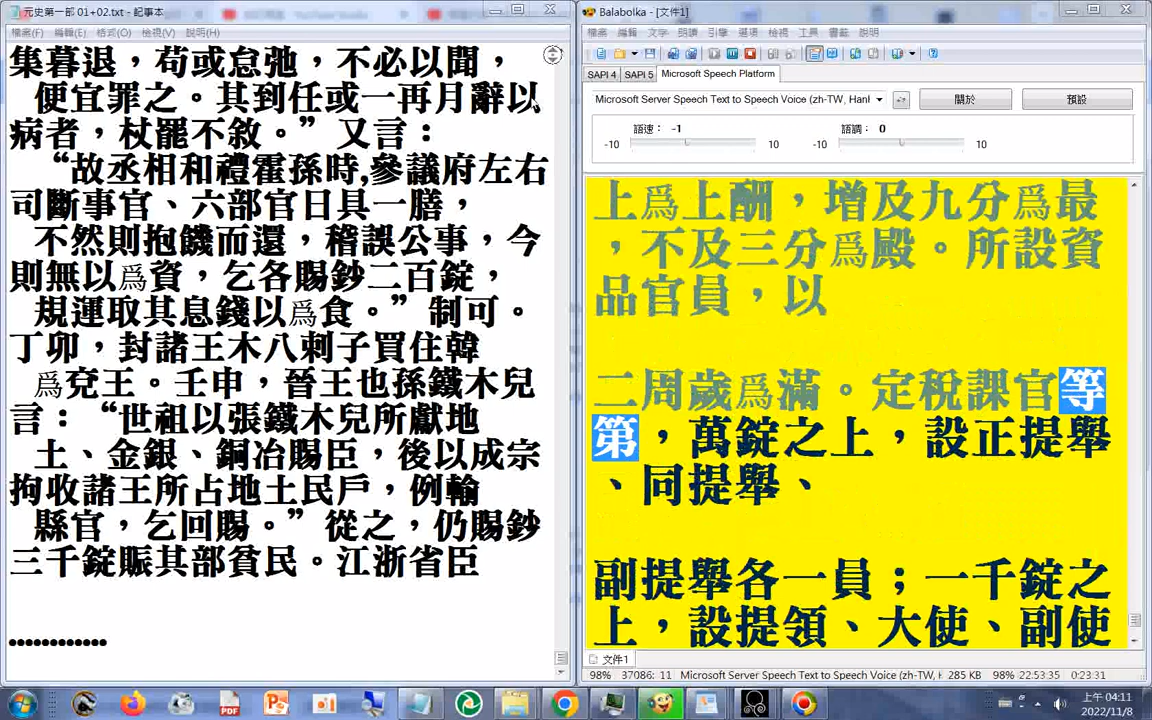 元史第一部 01+02.txt - 記事本
檔案(F) 編輯(E) 格式(O) 檢視(V) 說明(H)
集暮退，苟或怠弛，不必以聞，
便宜罪之。其到任或一再月辭以
病者，杖罷不敘。”又言：
“故丞相和禮霍孫時,參議府左右
司斷事官、六部官日具一膳，
不然則抱饑而還，稽誤公事，今
則無以爲資，乞各賜鈔二百錠，
規運取其息錢以爲食。”制可。
丁卯，封諸王木八剌子買住韓
爲兗王。壬申，晉王也孫鐵木兒
言：“世祖以張鐵木兒所獻地
土、金銀、銅冶賜臣，後以成宗
拘收諸王所占地土民戶，例輸
縣官，乞回賜。”從之，仍賜鈔
三千錠賑其部貧民。江浙省臣
••••••••••••
Balabolka - [文件1]
檔案 編輯 檢視 文字 朗讀 引擎 選項 工具 書籤 說明
SAPI 4 SAPI 5 Microsoft Speech Platform
Microsoft Server Speech Text to Speech Voice (zh-TW, HanH
關於 預設
語速： -1 語調： 0
-10 10 -10 10
上爲上酬，增及九分爲最
，不及三分爲殿。所設資
品官員，以
二周歲爲滿。定稅課官等
第，萬錠之上，設正提舉
、同提舉、
副提舉各一員；一千錠之
上，設提領、大使、副使
文件1
98% 37086: 11 Microsoft Server Speech Text to Speech Voice (zh-TW, H 285 KB 98% 22:53:35 0:23:31
上午 04:11
2022/11/8